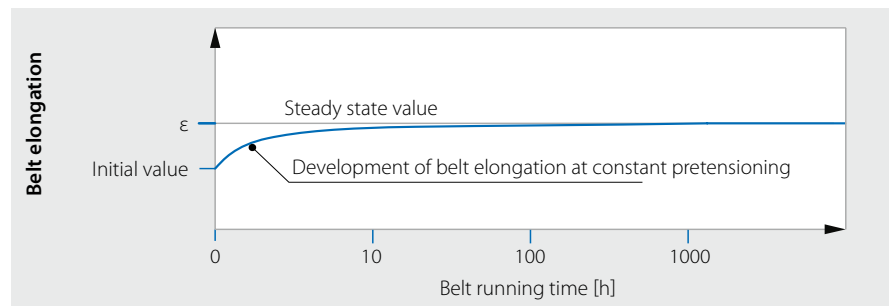 Belt elongation
Steady state value
ε
Initial value
Development of belt elongation at constant pretensioning
0
10
100
1000
Belt running time [h]